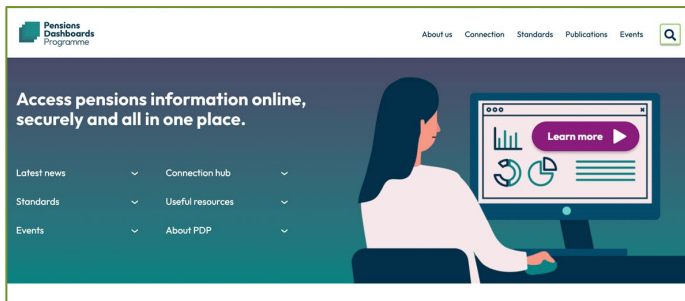 Pensions
Dashboards
Programme
About us Connection Standards Publications Events
Access pensions information online,
securely and all in one place.
Learn more
Latest news Connection hub
Standards Useful resources
Events About PDP